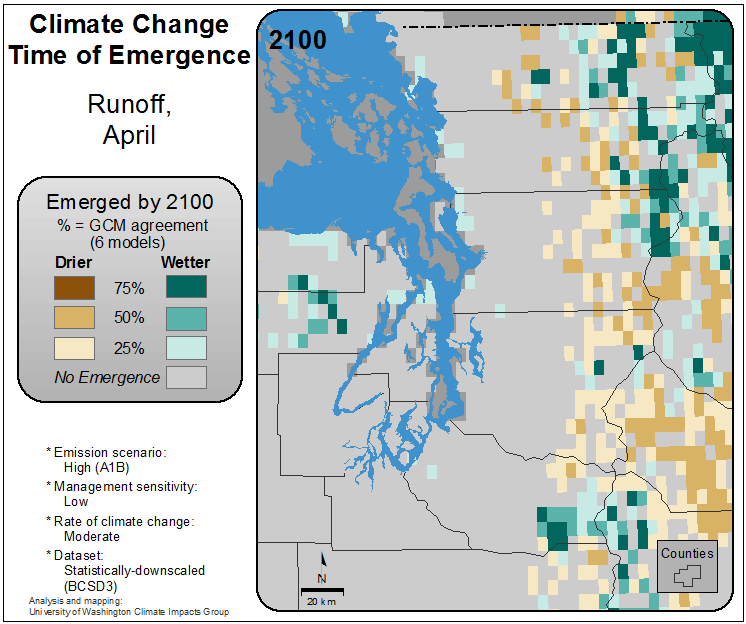 Climate Change
Time of Emergence
Runoff,
April
Emerged by 2100
% = GCM agreement
(6 models)
Drier Wetter
75%
50%
25%
No Emergence
* Emission scenario:
High (A1B)
* Management sensitivity:
Low
* Rate of climate change:
Moderate
* Dataset:
Statistically-downscaled
(BCSD3)
Analysis and mapping:
University of Washington Climate Impacts Group
2100
N
20 km
Counties